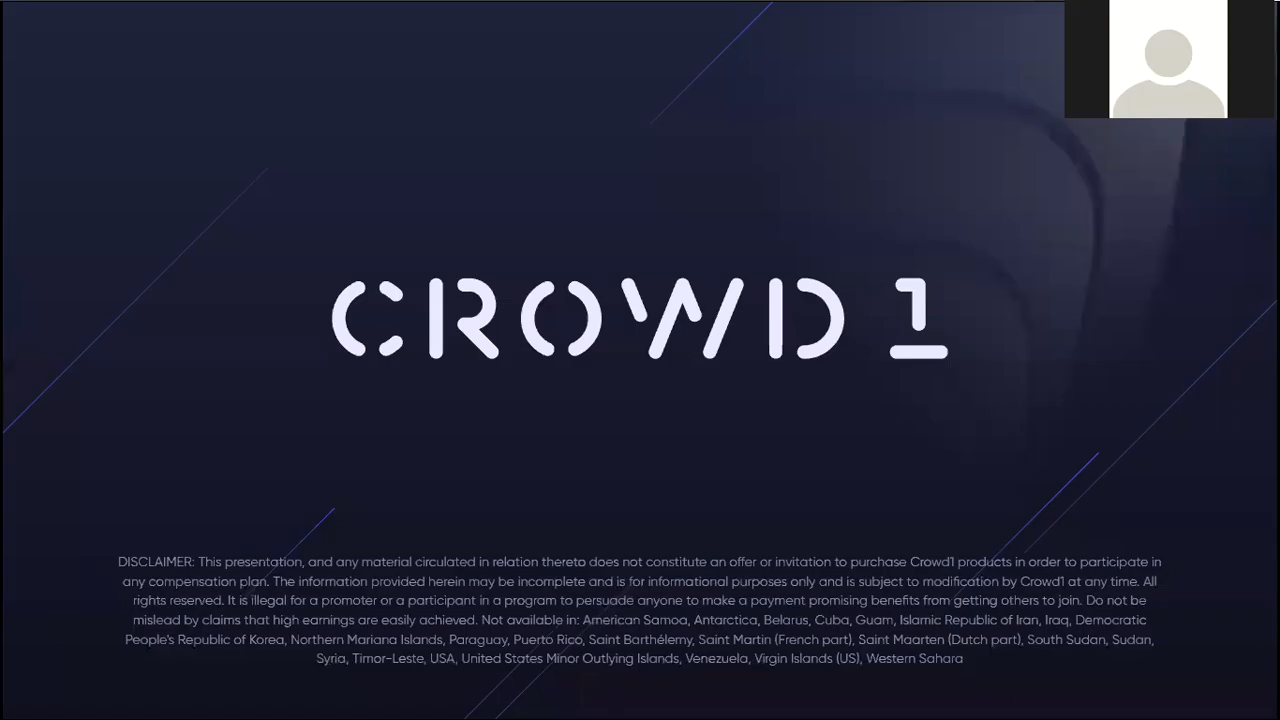 CROWD 1
DISCLAIMER: This presentation, and any material circulated in relation thereto does not constitute an offer or invitation to purchase Crowd1 products in order to participate in
any compensation plan. The information provided herein may be incomplete and is for informational purposes only and is subject to modification by Crowd1 at any time. All
rights reserved. It is illegal for a promoter or a participant in a program to persuade anyone to make a payment promising benefits from getting others to join. Do not be
mislead by claims that high earnings are easily achieved. Not available in: American Samoa, Antarctica, Belarus, Cuba, Guam, Islamic Republic of Iran, Iraq, Democratic
People's Republic of Korea, Northern Mariana Islands, Paraguay, Puerto Rico, Saint Barthélemy, Saint Martin (French part), Saint Maarten (Dutch part), South Sudan, Sudan,
Syria, Timor-Leste, USA, United States Minor Outlying Islands, Venezuela, Virgin Islands (US), Western Sahara